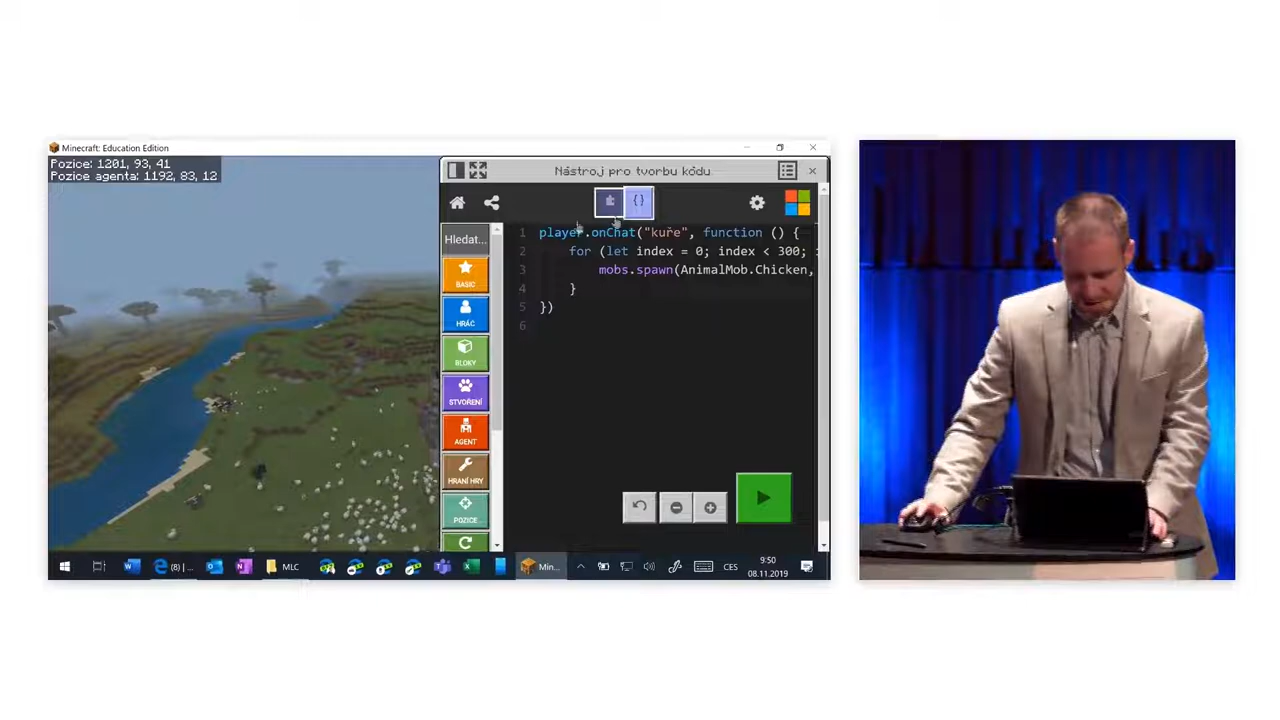 Minecraft: Education Edition
Pozice: 1201, 93, 41
Pozice agenta: 1192, 83, 12
Nástroj pro tvorbu kódu
{}
Hledat...
BASIC
HRÁČ
BLOKY
STVOŘENÍ
AGENT
HRANÍ HRY
POZICE
1 player.onChat("kuře", function () {
2 for (let index = 0; index < 300;
3 mobs.spawn(AnimalMob.Chicken,
4 }
5 })
6
(8) | ...
MLC
Min...
CES
9:50
08.11.2019